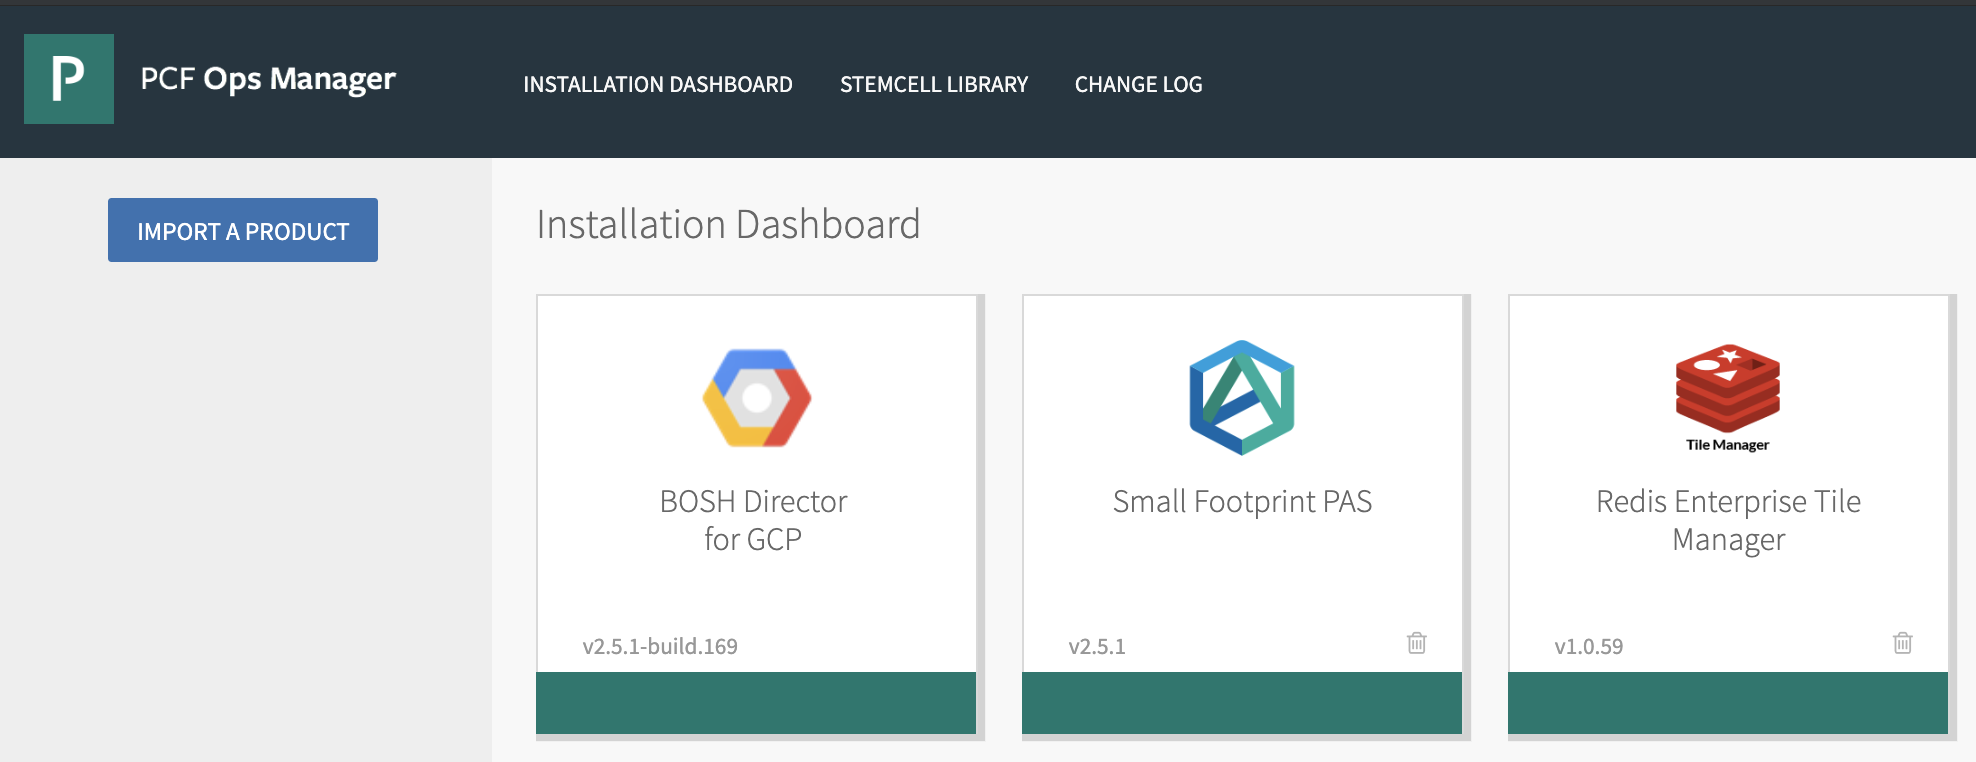 P
PCF Ops Manager
INSTALLATION DASHBOARD
STEMCELL LIBRARY
CHANGE LOG
IMPORT A PRODUCT
Installation Dashboard
BOSH Director
for GCP
v2.5.1-build.169
Small Footprint PAS
v2.5.1
Tile Manager
Redis Enterprise Tile
Manager
v1.0.59